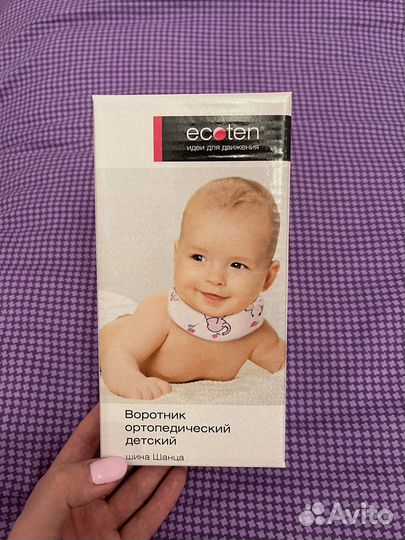 ecoten
идеи для движения
Воротник
ортопедический
детский
шина Шанца
Avito